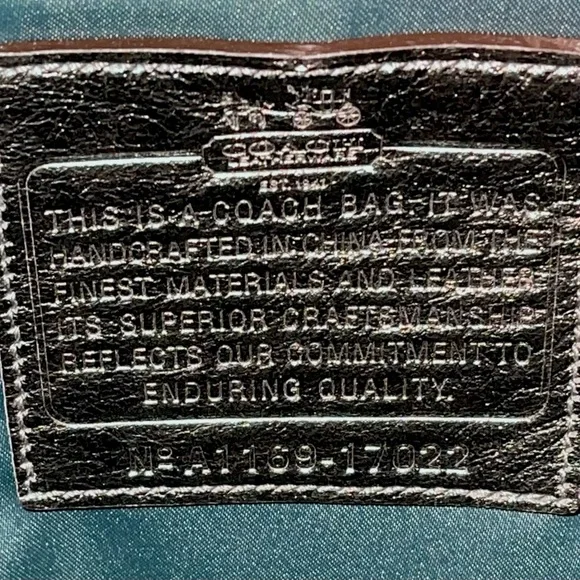 COACH
LEATHERWARE
EST. 1941
THIS IS A COACH BAG. IT WAS
HANDCRAFTED IN CHINA FROM THE
FINEST MATERIALS AND LEATHER.
ITS SUPERIOR CRAFTSMANSHIP
REFLECTS OUR COMMITMENT TO
ENDURING QUALITY.
Nº A1169-17022